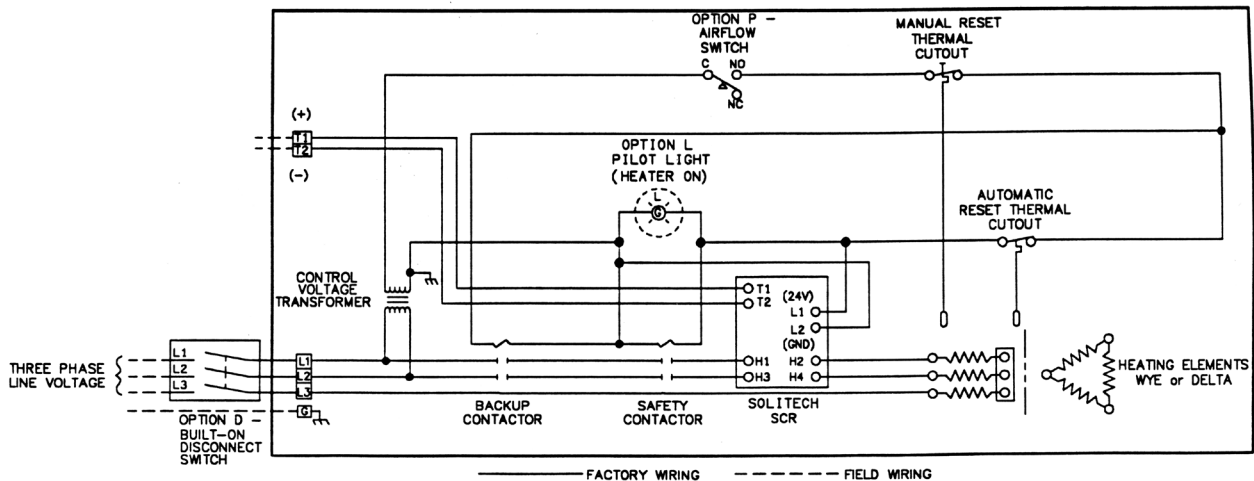 OPTION P –
AIRFLOW
SWITCH
C NO
NC
MANUAL RESET
THERMAL
CUTOUT
(+)
T1
T2
(-)
OPTION L
PILOT LIGHT
(HEATER ON)
L
G
AUTOMATIC
RESET THERMAL
CUTOUT
CONTROL
VOLTAGE
TRANSFORMER
T1
T2
(24V)
L1
L2
(GND)
H1 H2
H3 H4
SOLITECH
SCR
THREE PHASE
LINE VOLTAGE
L1
L2
L3
L1
L2
L3
G
OPTION D –
BUILT-ON
DISCONNECT
SWITCH
BACKUP
CONTACTOR
SAFETY
CONTACTOR
HEATING ELEMENTS
WYE or DELTA
FACTORY WIRING
FIELD WIRING